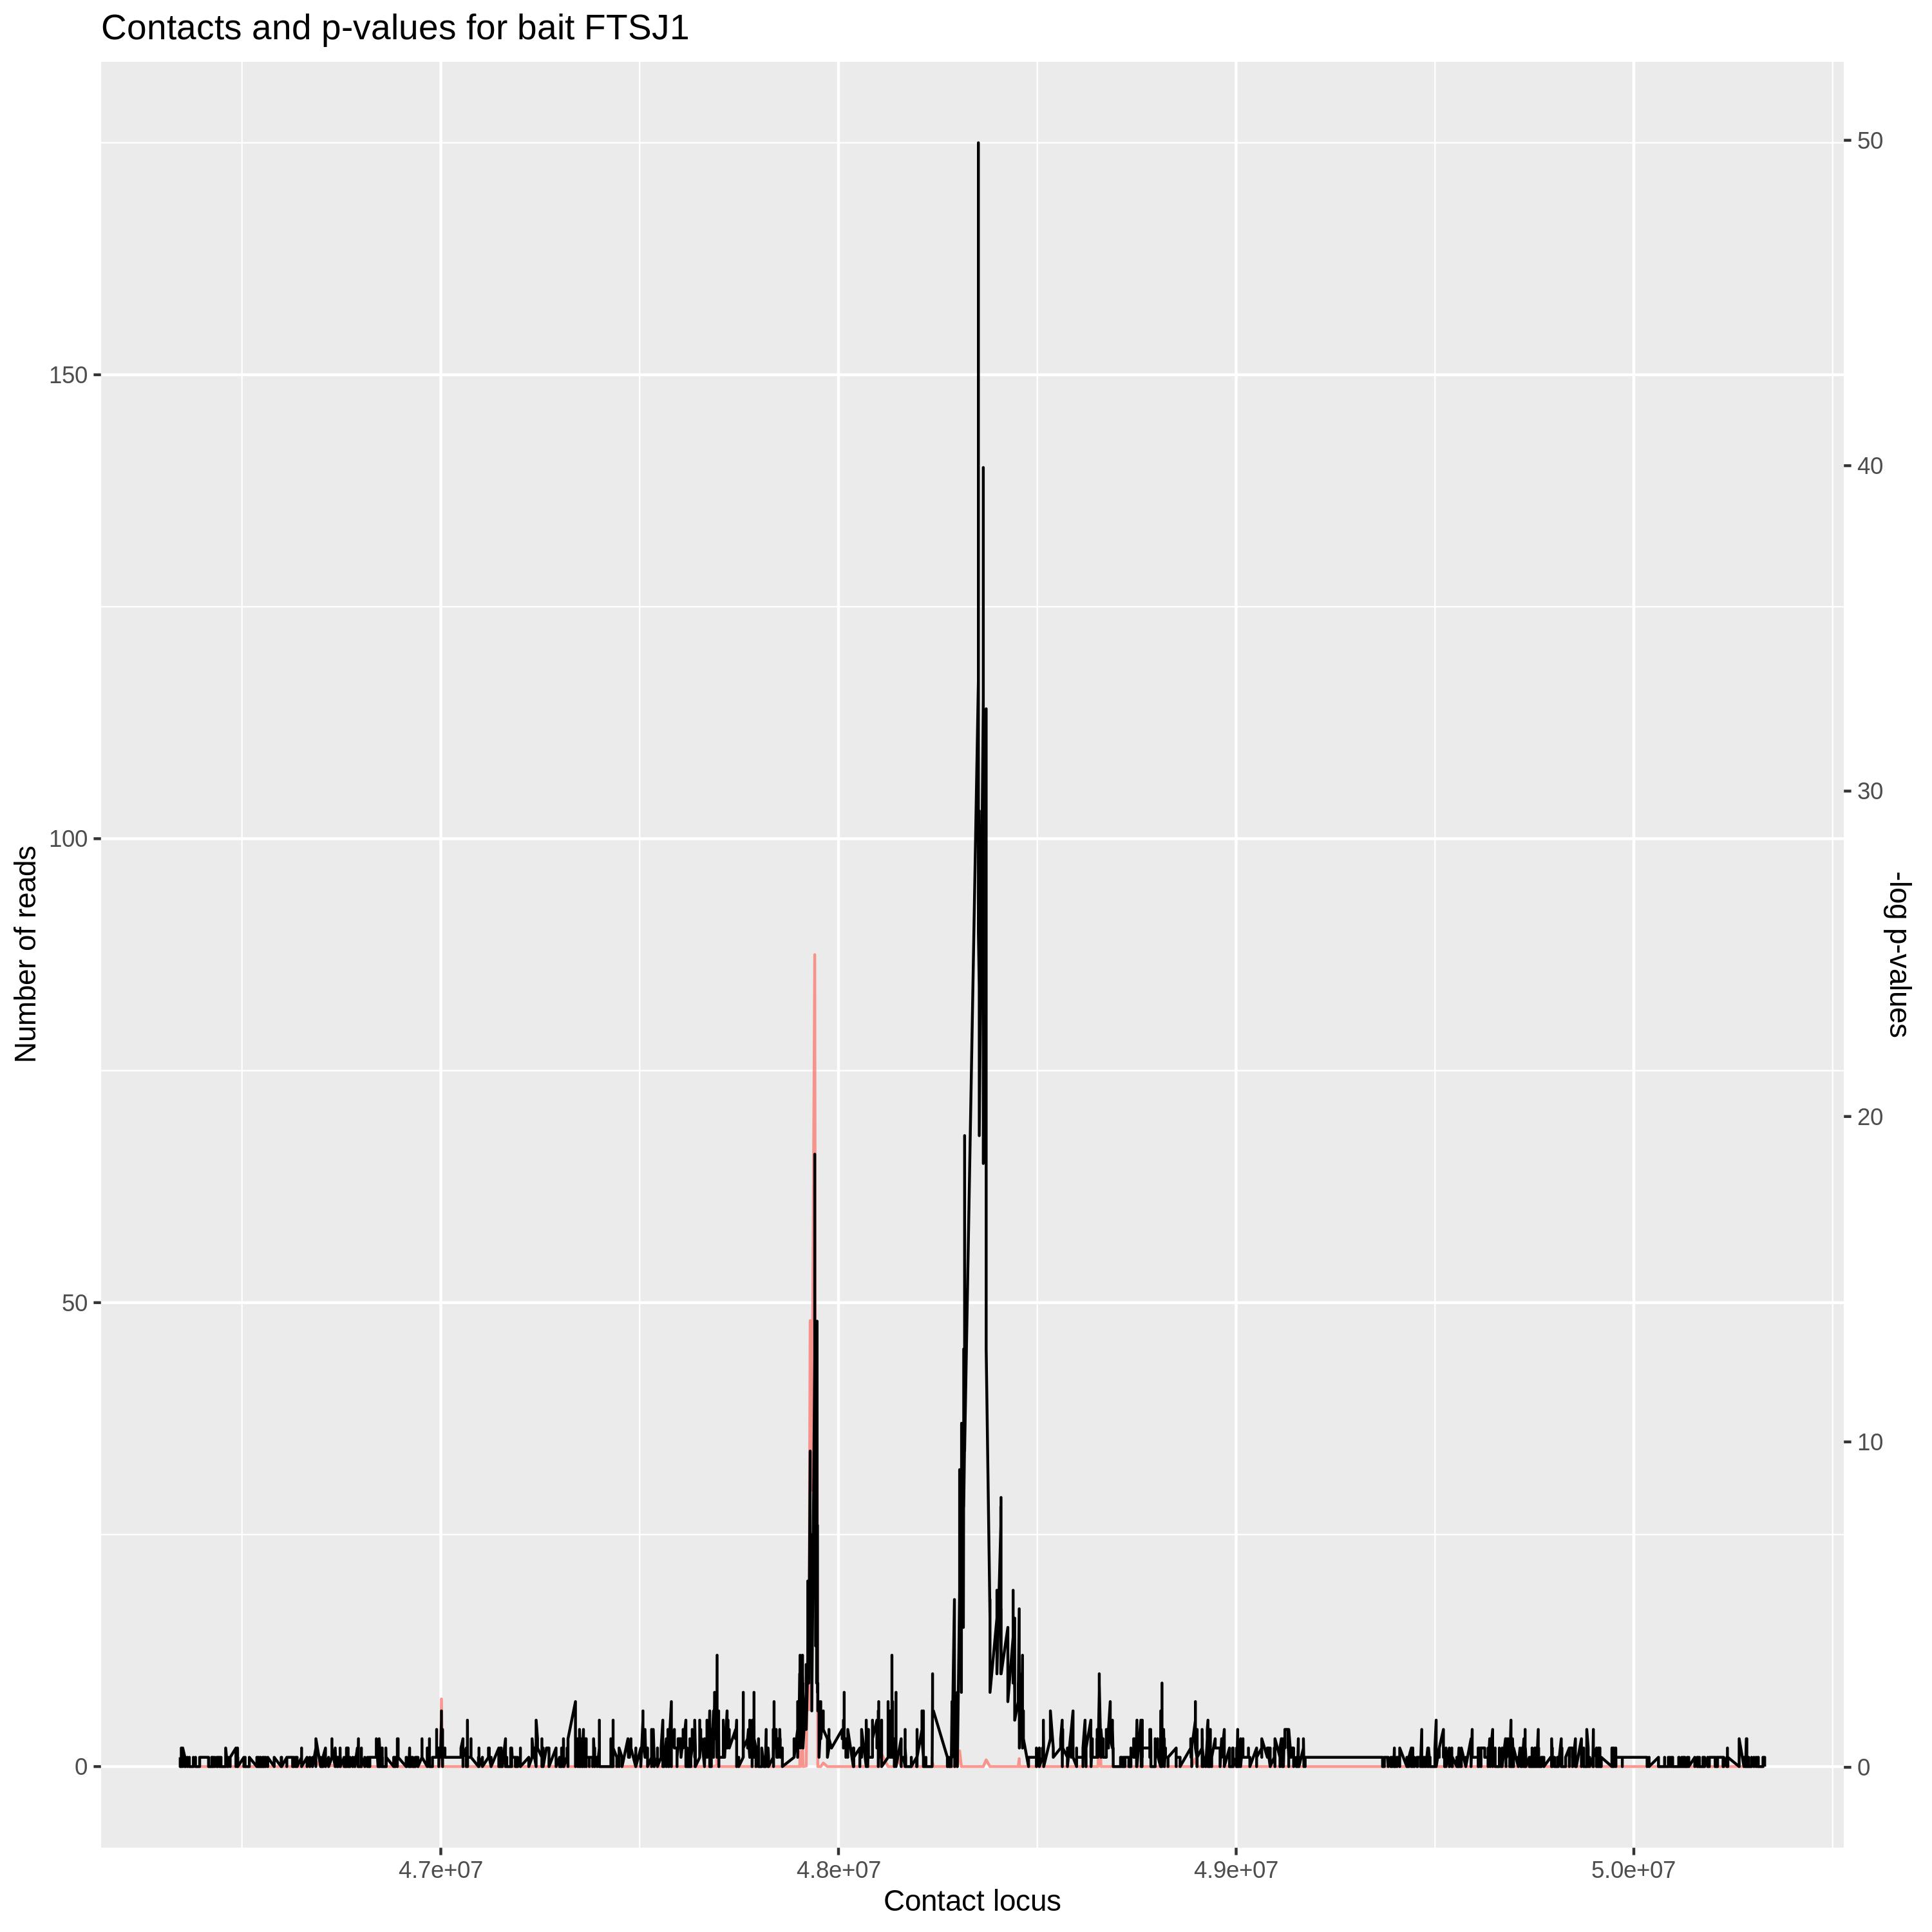 Contacts and p-values for bait FTSJ1
150
100
50
0
Number of reads
50
40
30
20
10
0
-log p-values
4.7e+07
4.8e+07
4.9e+07
5.0e+07
Contact locus